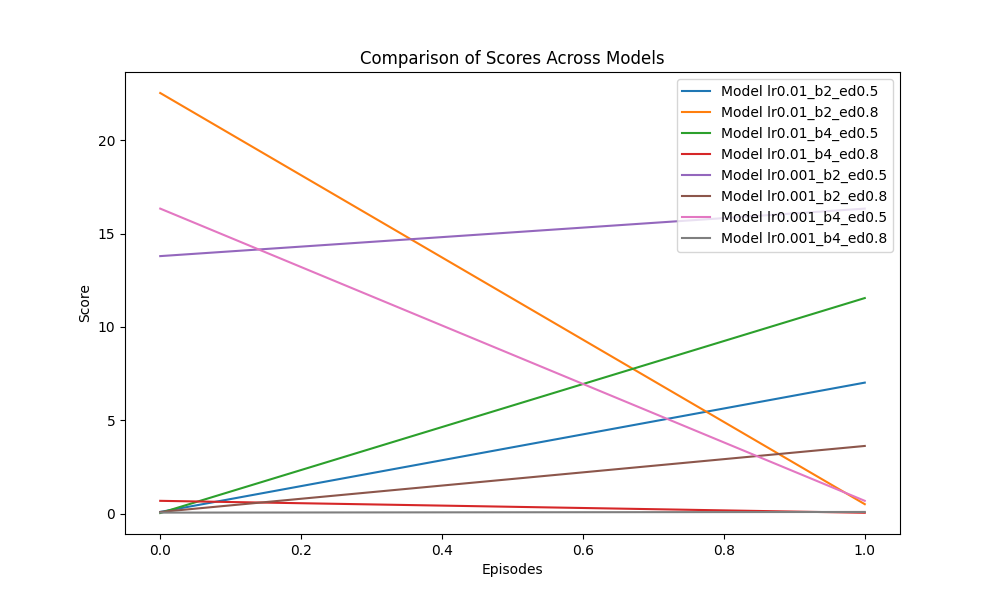 Comparison of Scores Across Models
Model lr0.01_b2_ed0.5
Model lr0.01_b2_ed0.8
Model lr0.01_b4_ed0.5
Model lr0.01_b4_ed0.8
Model lr0.001_b2_ed0.5
Model lr0.001_b2_ed0.8
Model lr0.001_b4_ed0.5
Model lr0.001_b4_ed0.8
Score
20
15
10
5
0
0.0 0.2 0.4 0.6 0.8 1.0
Episodes